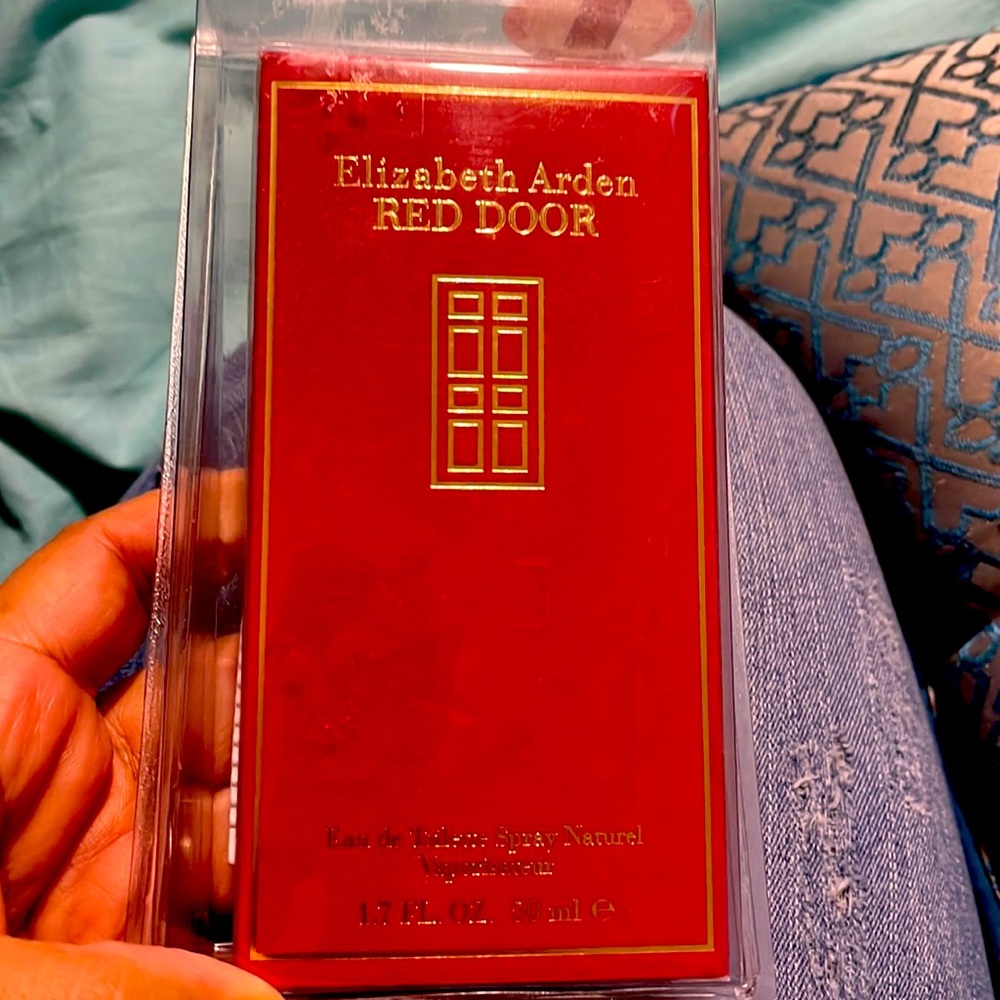 Elizabeth Arden
RED DOOR
Eau de Toilette Spray Naturel
Vaporisateur
1.7 FL. OZ. 50 ml ℮